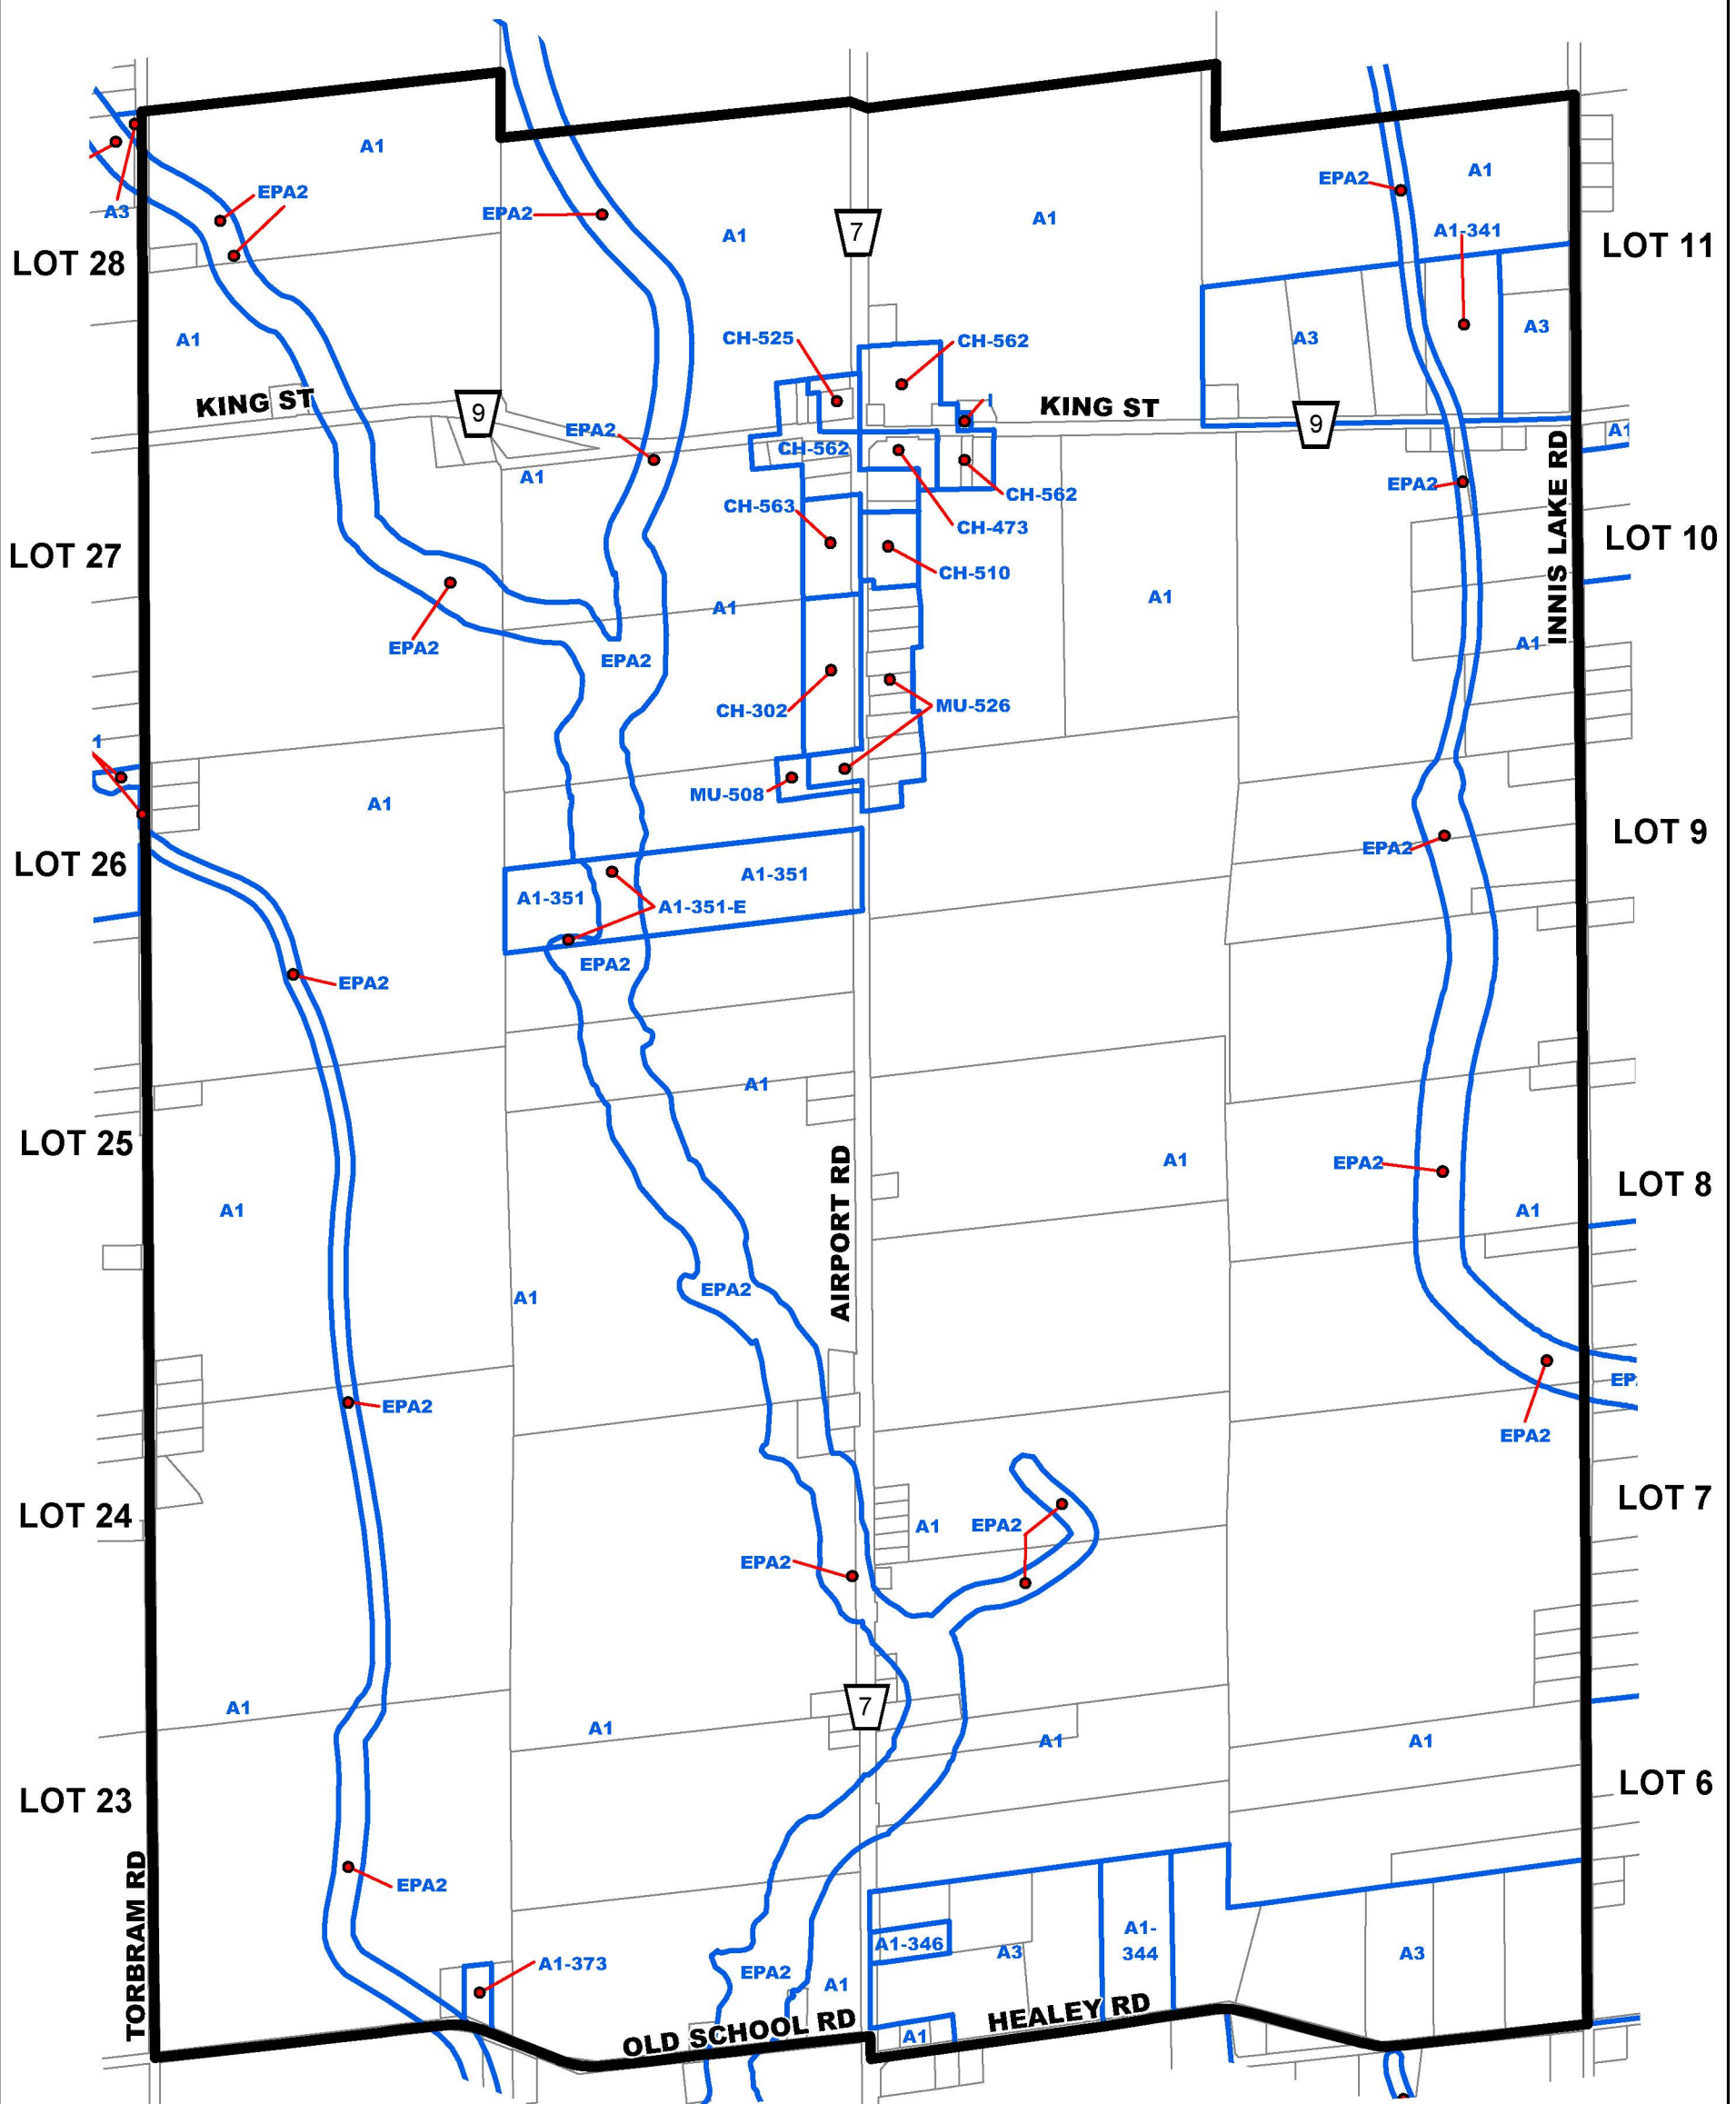 A1
A1
A3
EPA2
EPA2
A1
A1
EPA2
A1
7
A1-341
LOT 28
LOT 11
A1
CH-525
CH-562
A3
A3
KING ST
9
I
KING ST
9
EPA2
CH-562
A1
A1
EPA2
CH-562
CH-563
CH-473
INNIS LAKE RD
LOT 27
LOT 10
CH-510
A1
A1
EPA2
EPA2
A1
CH-302
MU-526
1
MU-508
A1
LOT 26
LOT 9
EPA2
A1-351
A1-351
A1-351-E
EPA2
EPA2
A1
LOT 25
A1
EPA2
LOT 8
A1
A1
AIRPORT RD
EPA2
A1
EP
EPA2
EPA2
LOT 24
LOT 7
A1
EPA2
EPA2
7
A1
A1
A1
A1
LOT 23
LOT 6
EPA2
TORBRAM RD
A1-
344
A1-346
A3
A3
A1-373
EPA2
A1
OLD SCHOOL RD
HEALEY RD
A1